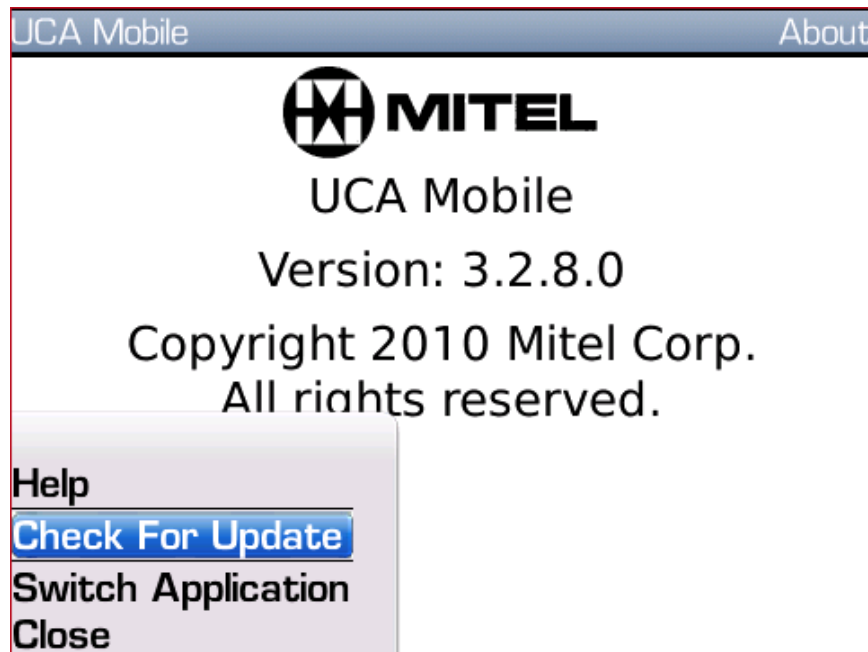 UCA Mobile About
MITEL
UCA Mobile
Version: 3.2.8.0
Copyright 2010 Mitel Corp.
All rights reserved.
Help
Check For Update
Switch Application
Close